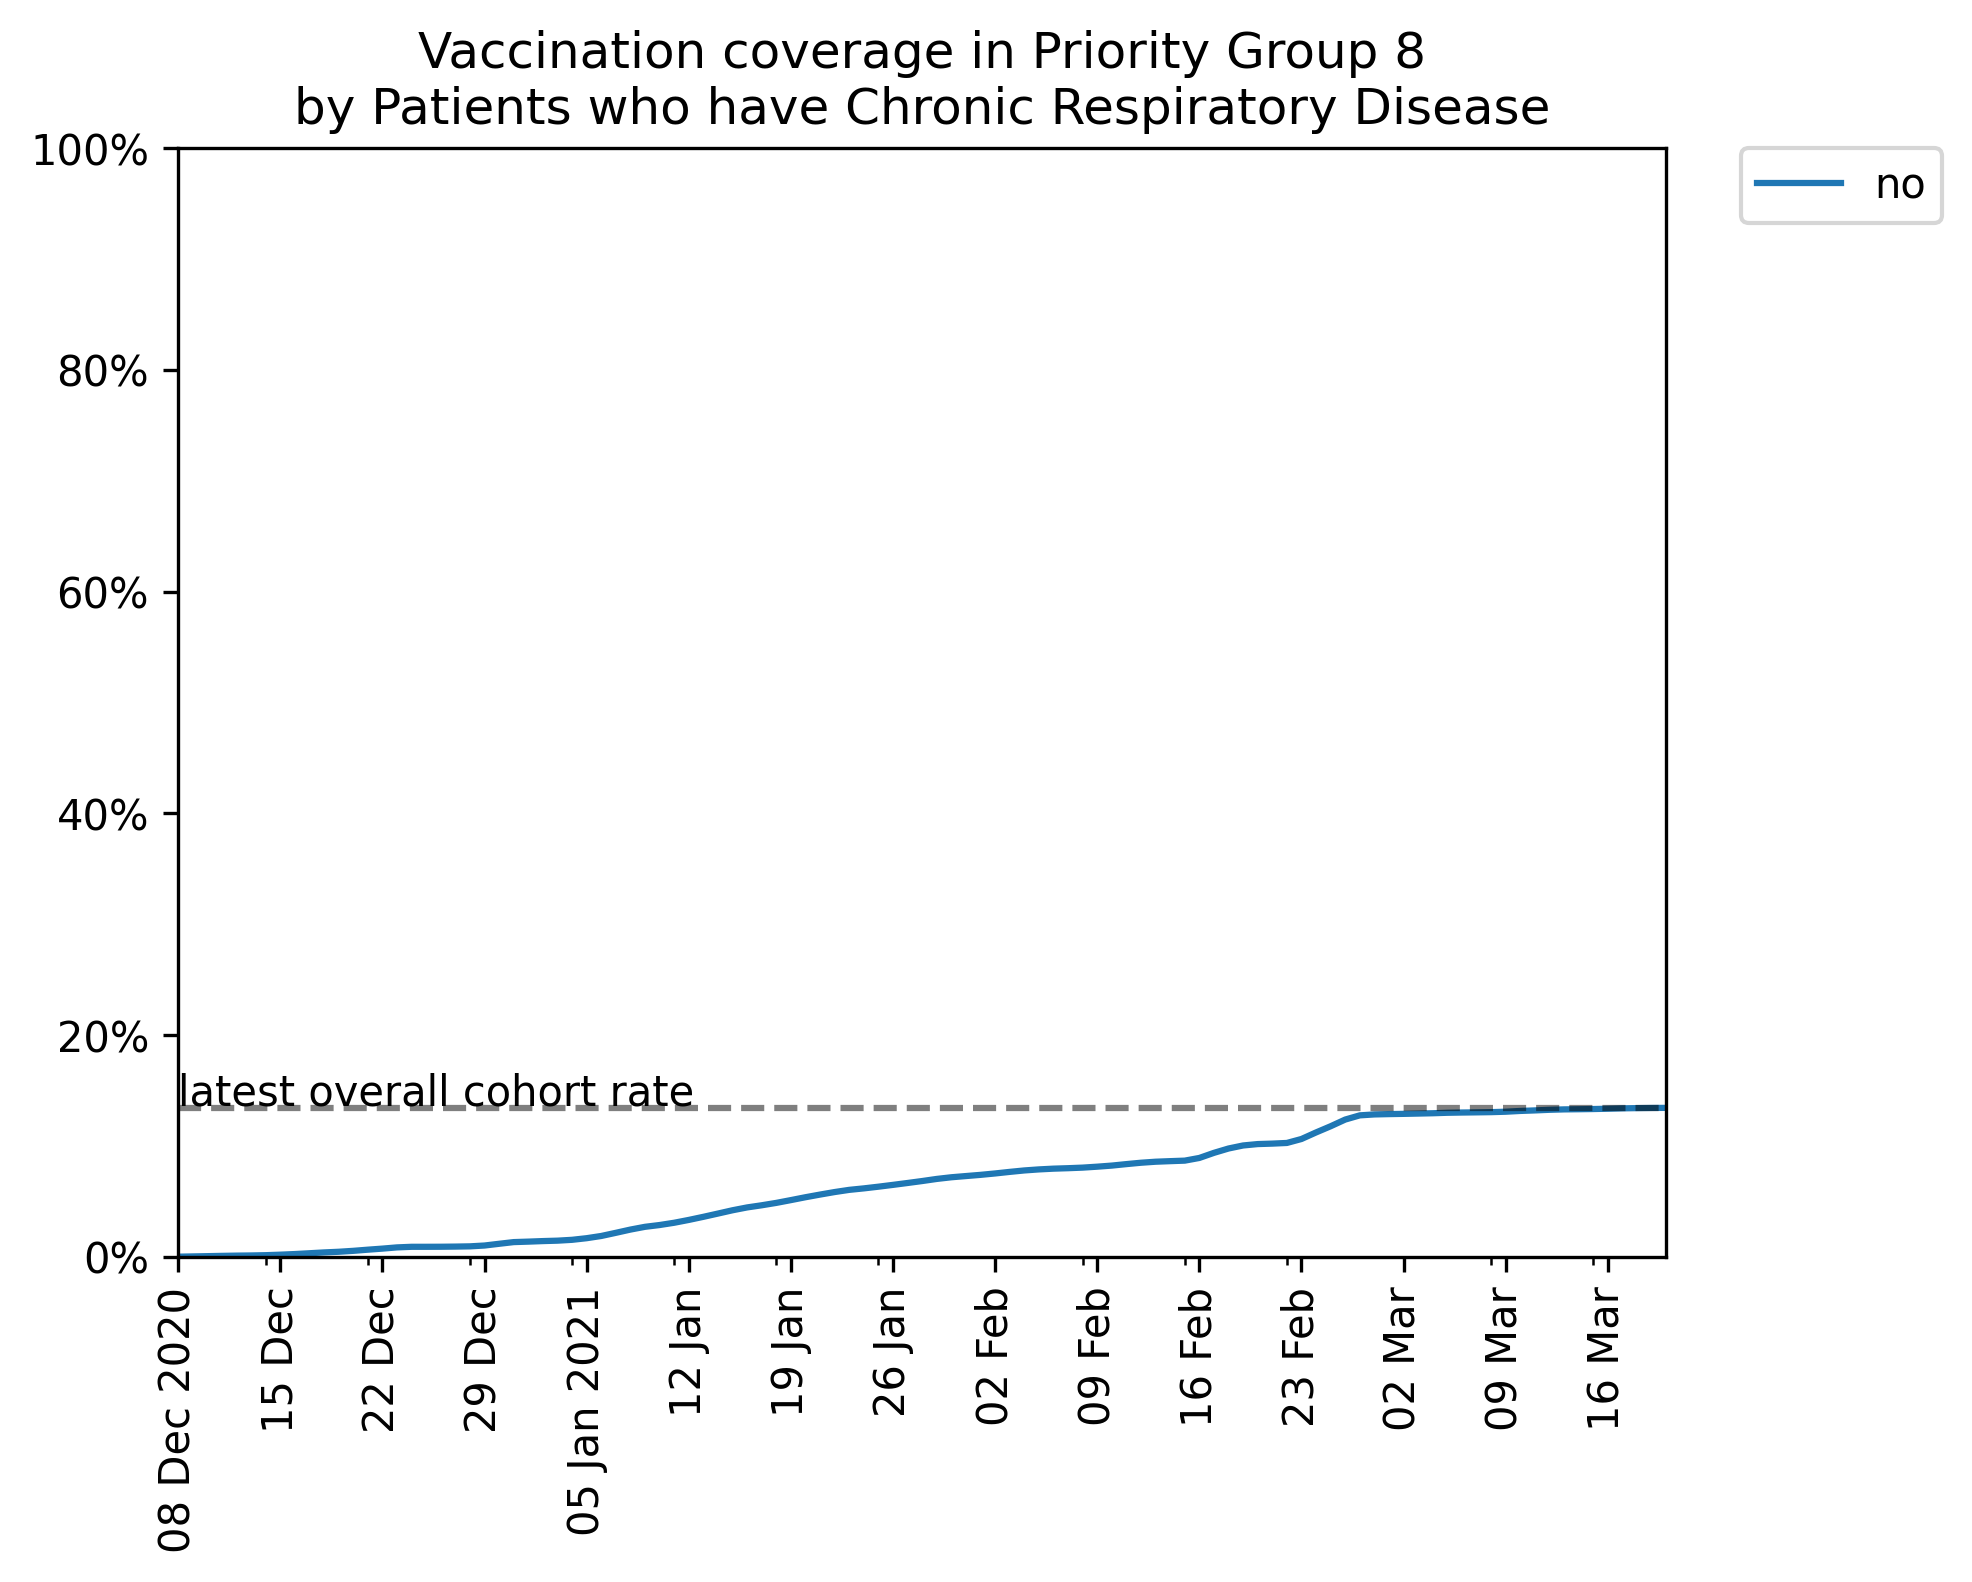 Vaccination coverage in Priority Group 8
by Patients who have Chronic Respiratory Disease
100%
80%
60%
40%
20%
0%
latest overall cohort rate
no
08 Dec 2020
15 Dec
22 Dec
29 Dec
05 Jan 2021
12 Jan
19 Jan
26 Jan
02 Feb
09 Feb
16 Feb
23 Feb
02 Mar
09 Mar
16 Mar